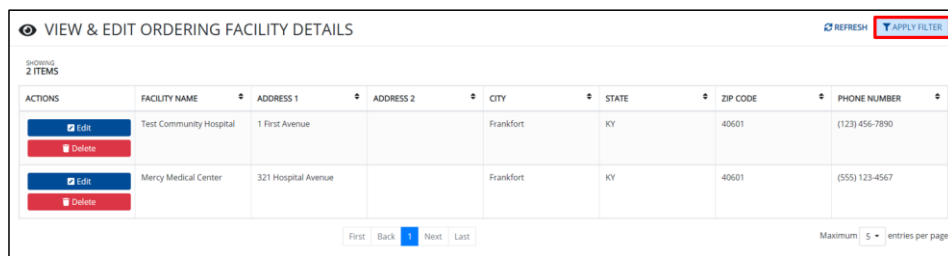 VIEW & EDIT ORDERING FACILITY DETAILS
REFRESH APPLY FILTER
SHOWING
2 ITEMS
ACTIONS FACILITY NAME ADDRESS 1 ADDRESS 2 CITY STATE ZIP CODE PHONE NUMBER
Edit Test Community Hospital 1 First Avenue Frankfort KY 40601 (123) 456-7890
Delete
Edit Mercy Medical Center 321 Hospital Avenue Frankfort KY 40601 (555) 123-4567
Delete
First Back 1 Next Last Maximum 5 entries per page